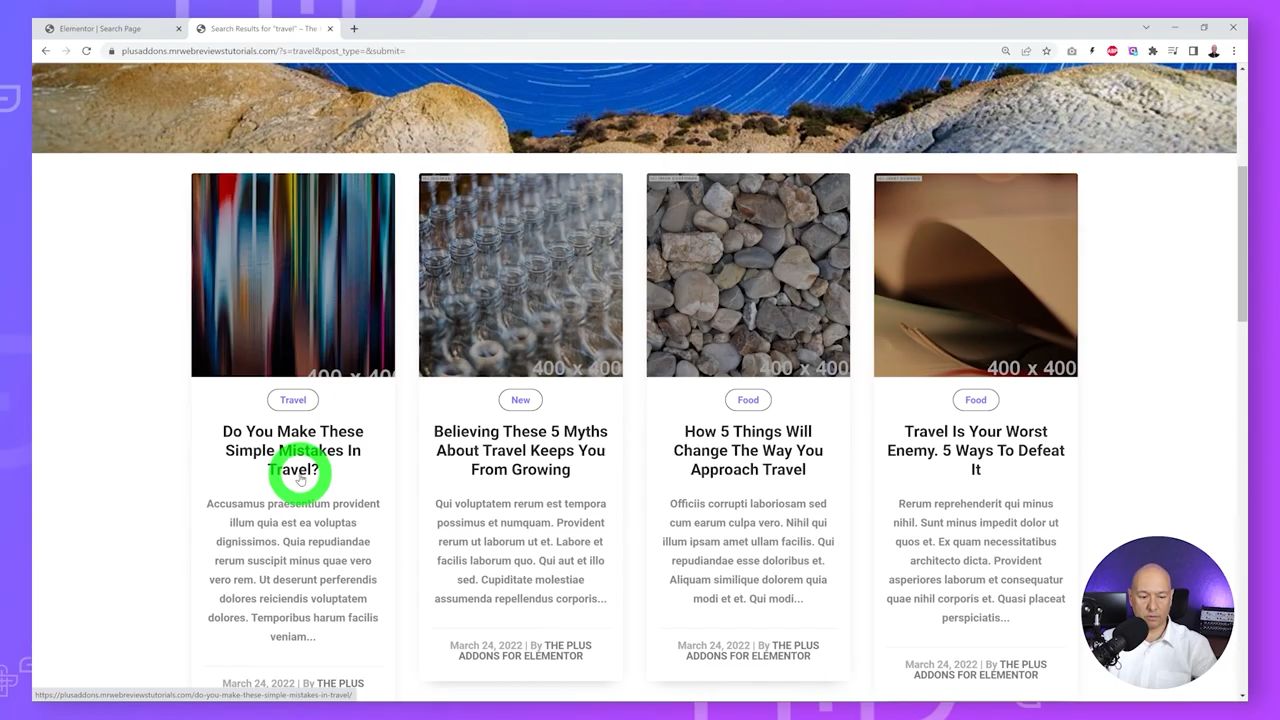 Elementor | Search Page
Search Results for "travel" – The
plusaddons.mrwebreviewstutorials.com/?s=travel&post_type=&submit=
ABP
400 x 400
400 x 400
400 x 400
400 x 400
Travel
Do You Make These
Simple Mistakes In
Travel?
Accusamus praesentium provident
illum quia est ea voluptas
dignissimos. Quia repudiandae
rerum suscipit minus quae vero
vero rem. Ut deserunt perferendis
dolores reiciendis voluptatem
dolores. Temporibus harum facilis
veniam...
March 24, 2022 | By THE PLUS
New
Believing These 5 Myths
About Travel Keeps You
From Growing
Qui voluptatem rerum est tempora
possimus et numquam. Provident
rerum ut laborum ut et. Labore et
facilis laborum quo. Qui aut et illo
sed. Cupiditate molestiae
assumenda repellendus corporis...
March 24, 2022 | By THE PLUS
ADDONS FOR ELEMENTOR
Food
How 5 Things Will
Change The Way You
Approach Travel
Officiis corrupti laboriosam sed
cum earum culpa vero. Nihil qui
illum ipsam amet ullam facilis. Qui
repudiandae esse doloribus et.
Aliquam similique dolorem quia
modi et et. Qui modi...
March 24, 2022 | By THE PLUS
ADDONS FOR ELEMENTOR
Food
Travel Is Your Worst
Enemy. 5 Ways To Defeat
It
Rerum reprehenderit qui minus
nihil. Sunt minus impedit dolor ut
quos et. Ex quam necessitatibus
architecto dicta. Provident
asperiores laborum et consequatur
quae nihil corporis et. Quasi placeat
perspiciatis...
March 24, 2022 | By THE PLUS
ADDONS FOR ELEMENTOR
https://plusaddons.mrwebreviewstutorials.com/do-you-make-these-simple-mistakes-in-travel/